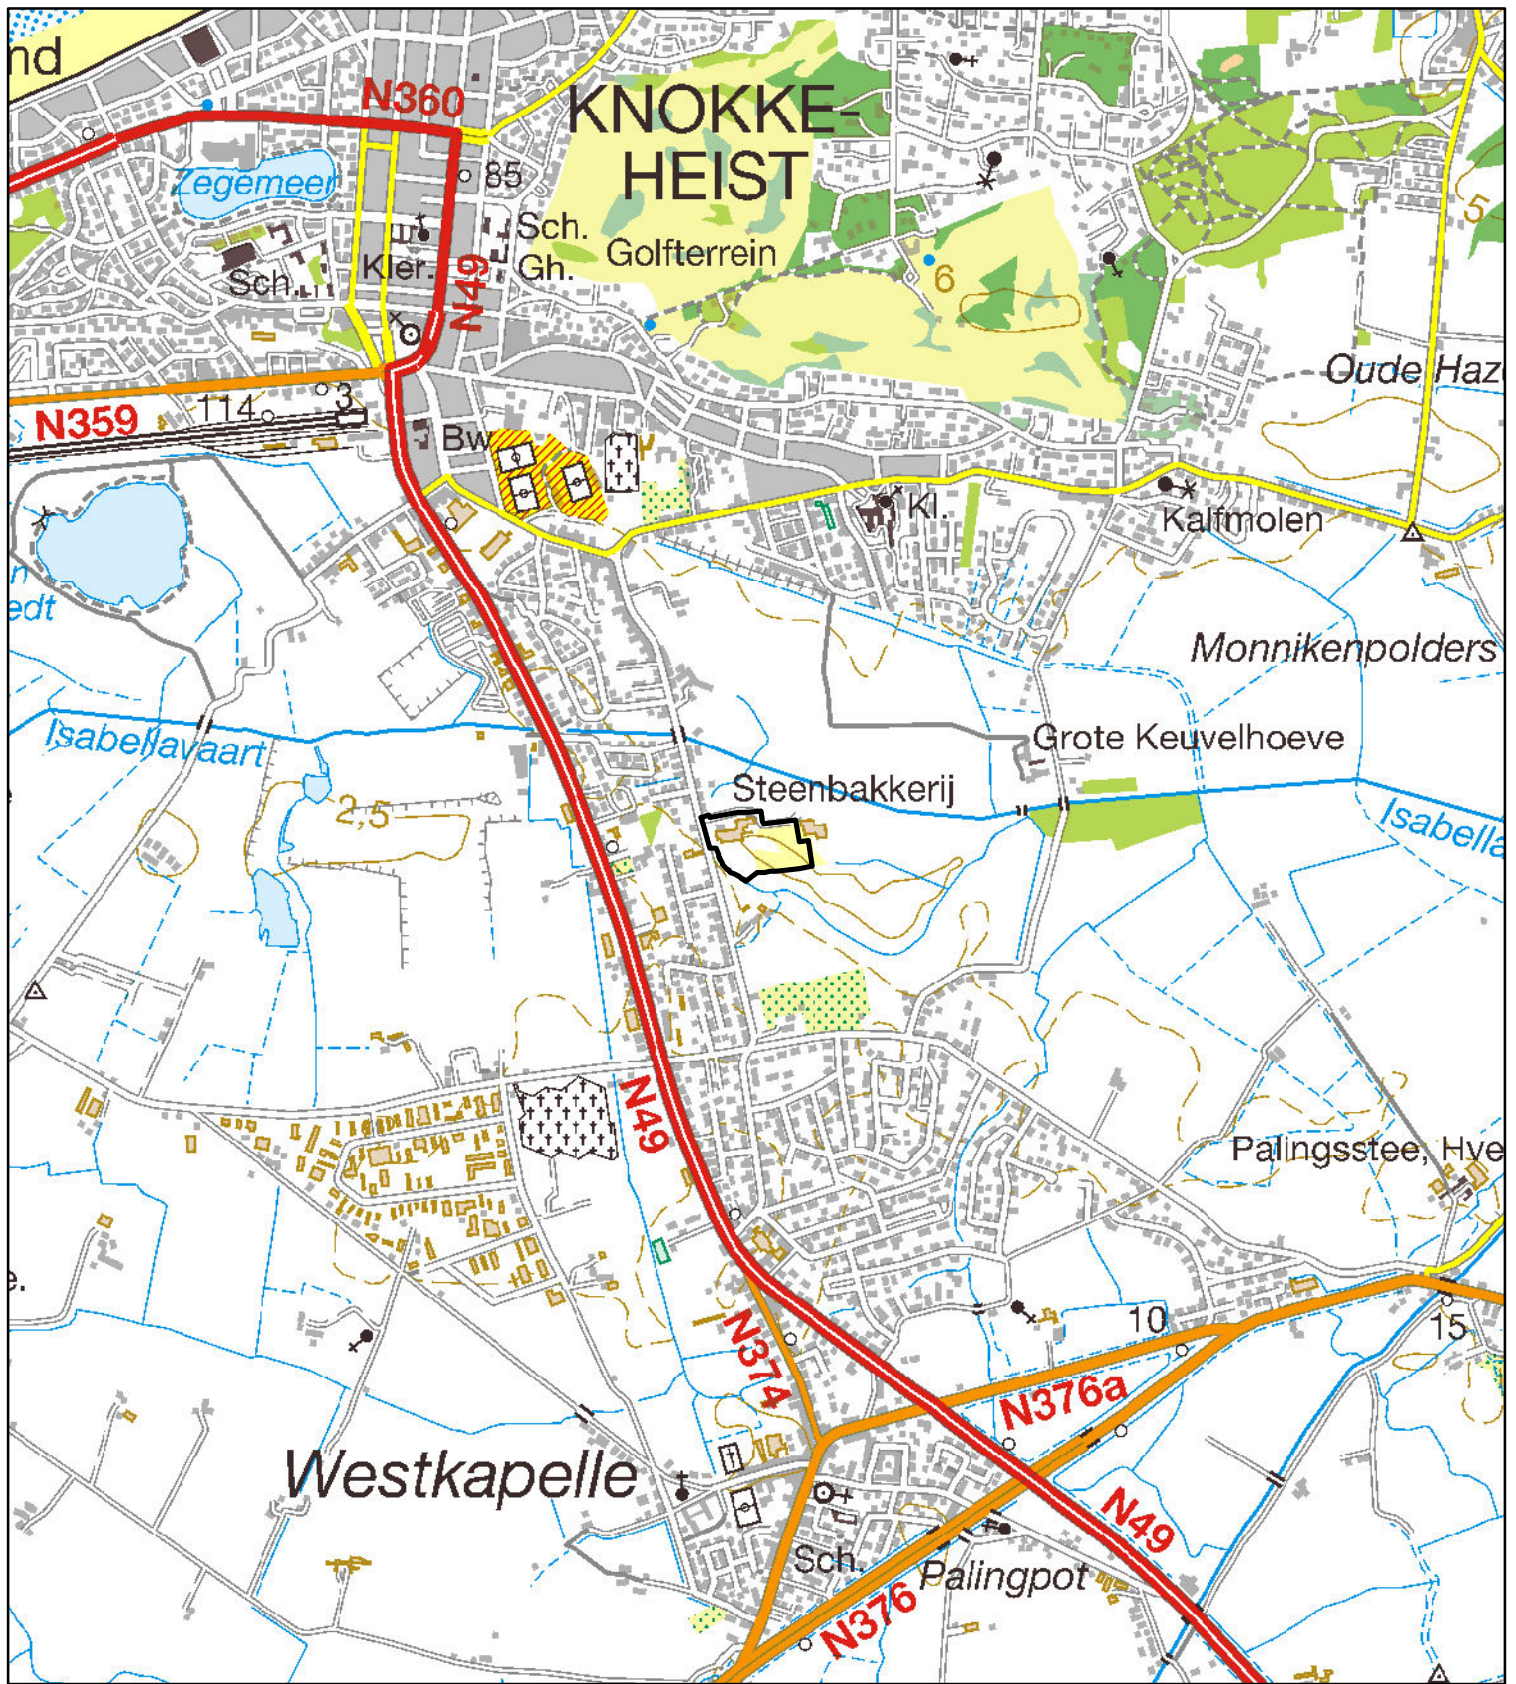 nd
N360
KNOKKE-
HEIST
Zegemeer
85
Sch.
Gh.
Golfterrein
Kler.
Sch.
N49
6
5
Oude Haz
N359
114
3
Bw
Kl.
Kalfmolen
edt
Monnikenpolders
Isabellavaart
Grote Keuvelhoeve
Steenbakkerij
2,5
Isabella
N49
Palingsstee, Hve
e.
10
15
N374
N376a
Westkapelle
N49
Sch.
Palingpot
N376